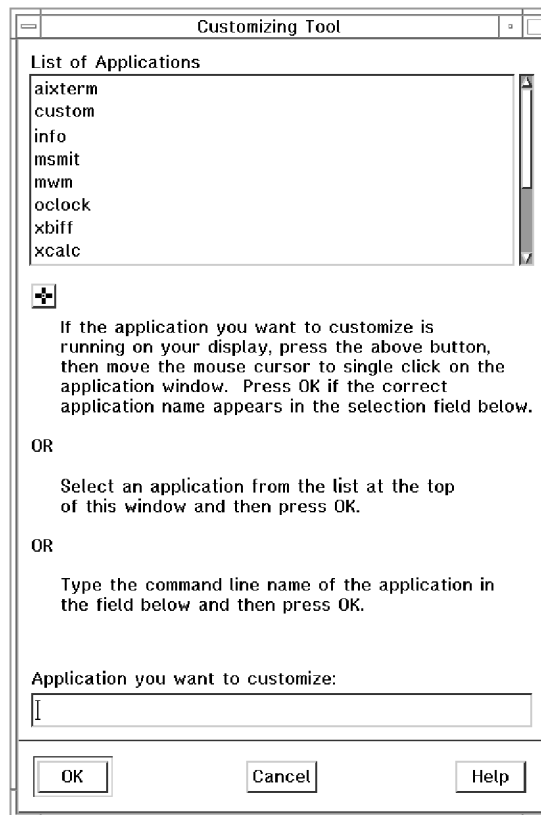 Customizing Tool
List of Applications
aixterm
custom
info
msmit
mwm
oclock
xbiff
xcalc
If the application you want to customize is
running on your display, press the above button,
then move the mouse cursor to single click on the
application window.  Press OK if the correct
application name appears in the selection field below.
OR
Select an application from the list at the top
of this window and then press OK.
OR
Type the command line name of the application in
the field below and then press OK.
Application you want to customize:
OK Cancel Help